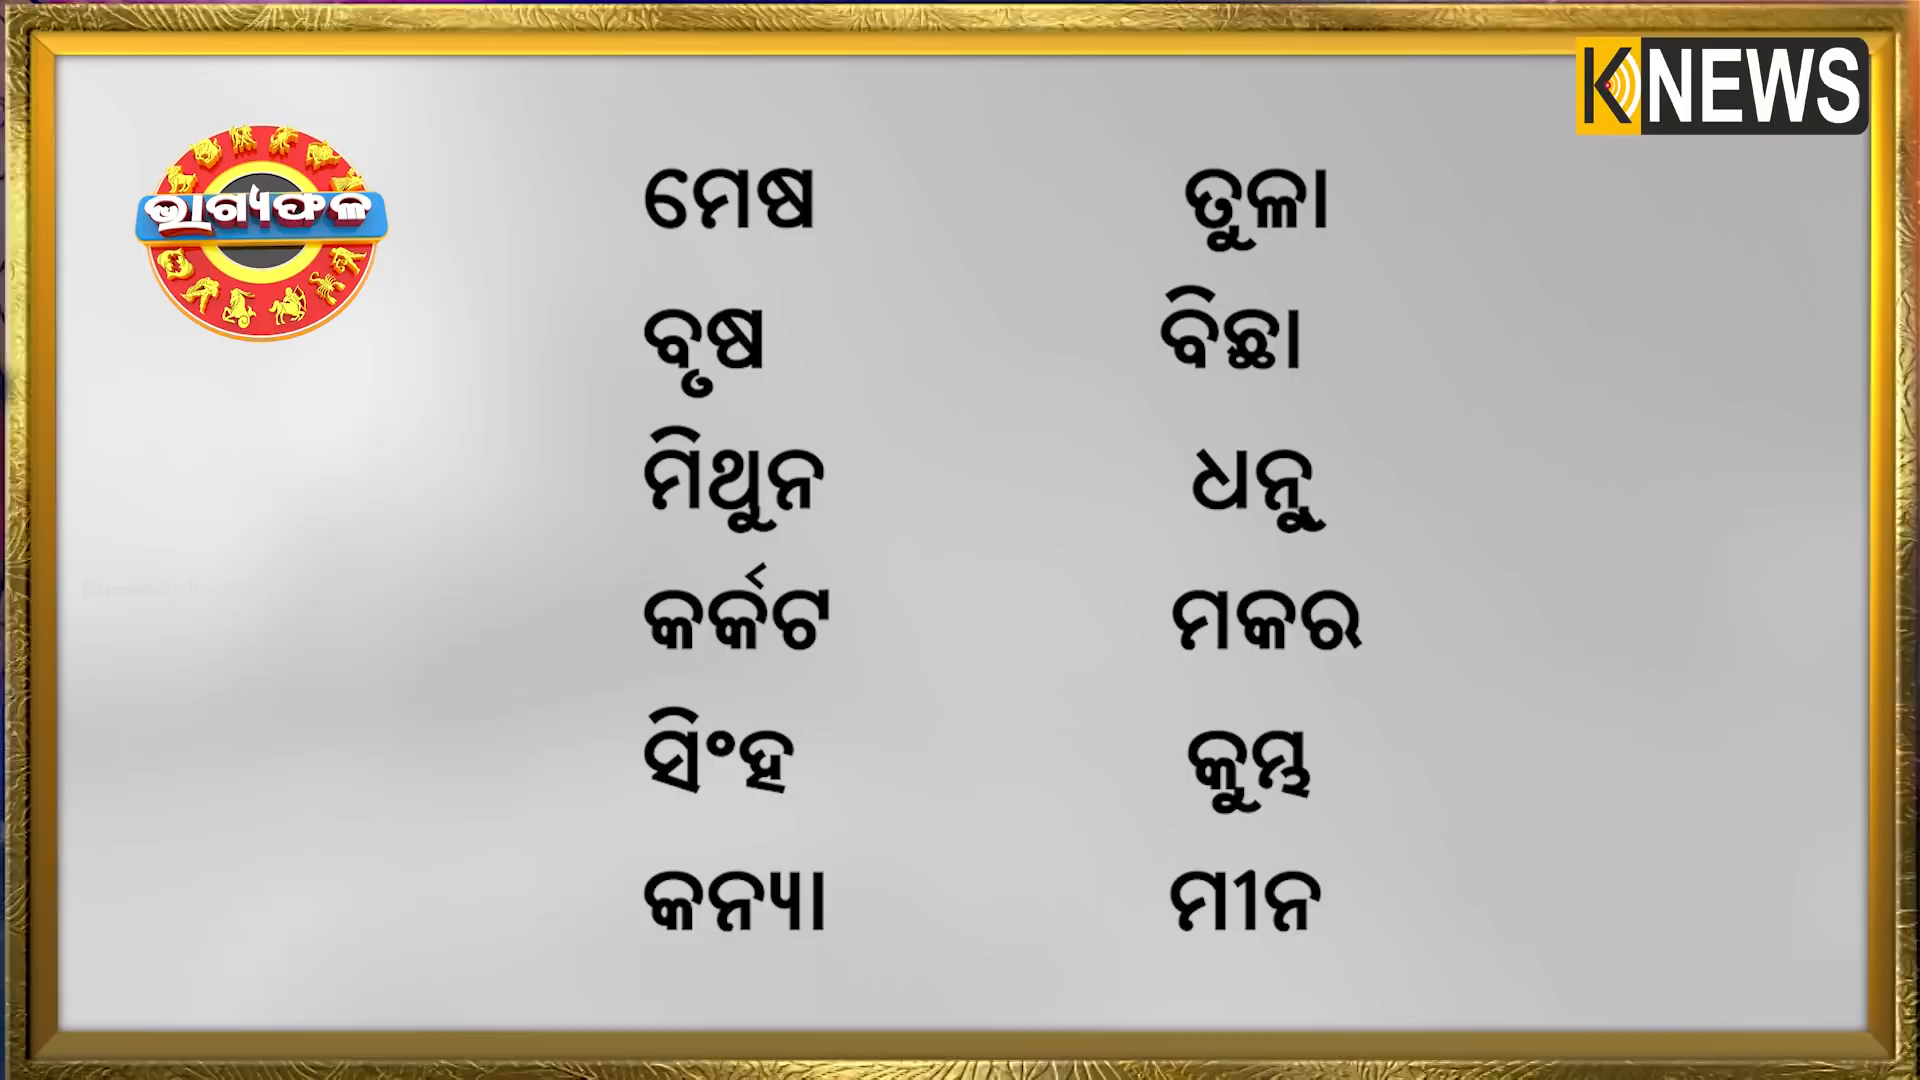 KNEWS
ଭାଗ୍ୟଫଳ
ମେଷ ତୁଳା
ବୃଷ ବିଛା
ମିଥୁନ ଧନୁ
କର୍କଟ ମକର
ସିଂହ କୁମ୍ଭ
କନ୍ୟା ମୀନ